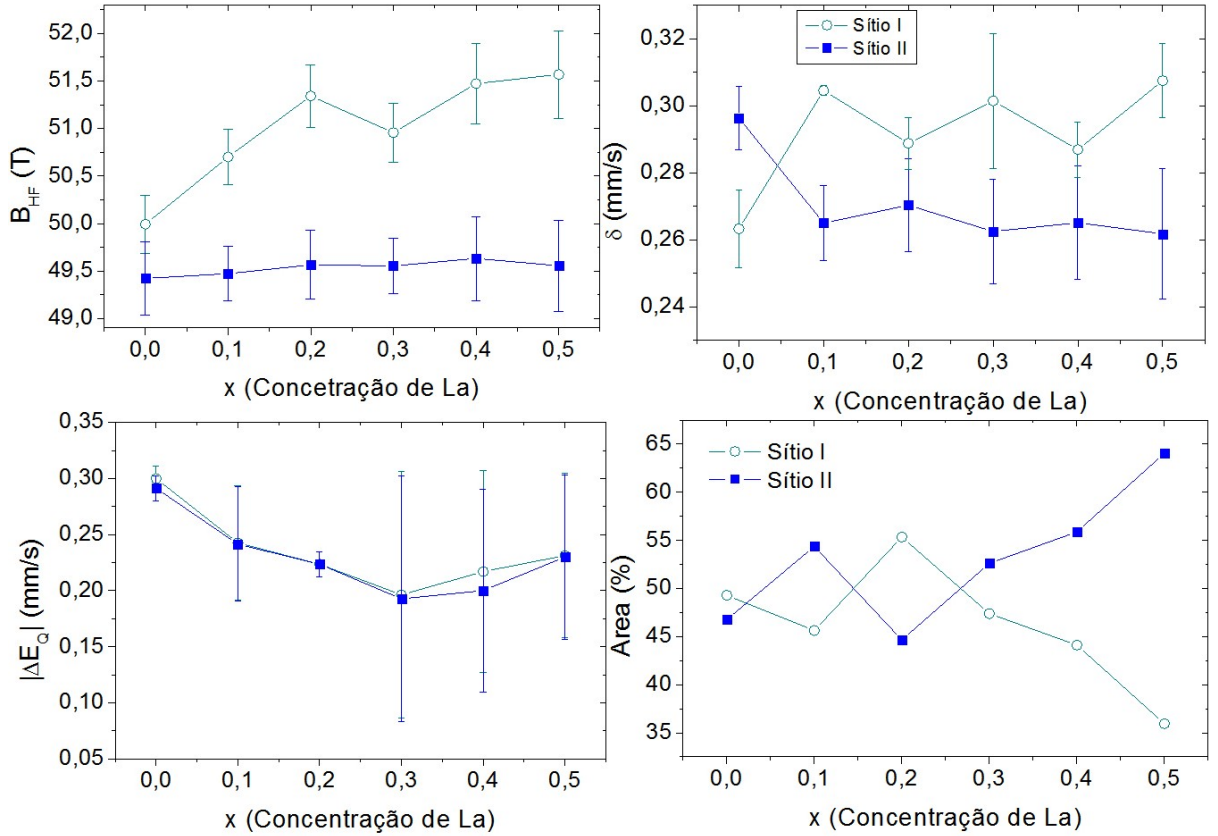 B_HF (T)
52,0
51,5
51,0
50,5
50,0
49,5
49,0
0,0 0,1 0,2 0,3 0,4 0,5
x (Concetração de La)
δ (mm/s)
0,32
0,30
0,28
0,26
0,24
Sítio I
Sítio II
0,0 0,1 0,2 0,3 0,4 0,5
x (Concentração de La)
|ΔE_Q| (mm/s)
0,35
0,30
0,25
0,20
0,15
0,10
0,05
0,0 0,1 0,2 0,3 0,4 0,5
x (Concentração de La)
Area (%)
65
60
55
50
45
40
35
Sítio I
Sítio II
0,0 0,1 0,2 0,3 0,4 0,5
x (Concentração de La)